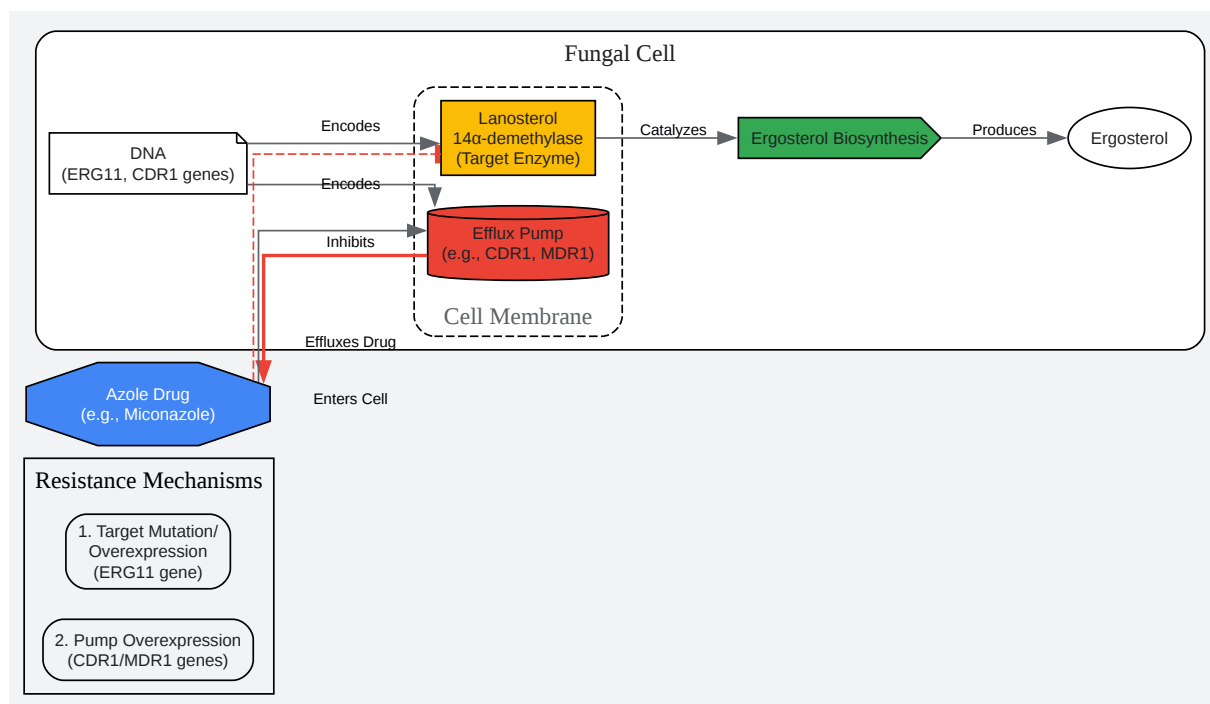 Fungal Cell
Lanosterol
14α-demethylase
(Target Enzyme)
Encodes
Catalyzes
Ergosterol Biosynthesis
Produces
Ergosterol
DNA
(ERG11, CDR1 genes)
Encodes
Efflux Pump
(e.g., CDR1, MDR1)
Inhibits
Cell Membrane
Effluxes Drug
Azole Drug
(e.g., Miconazole)
Enters Cell
Resistance Mechanisms
1. Target Mutation/
Overexpression
(ERG11 gene)
2. Pump Overexpression
(CDR1/MDR1 genes)